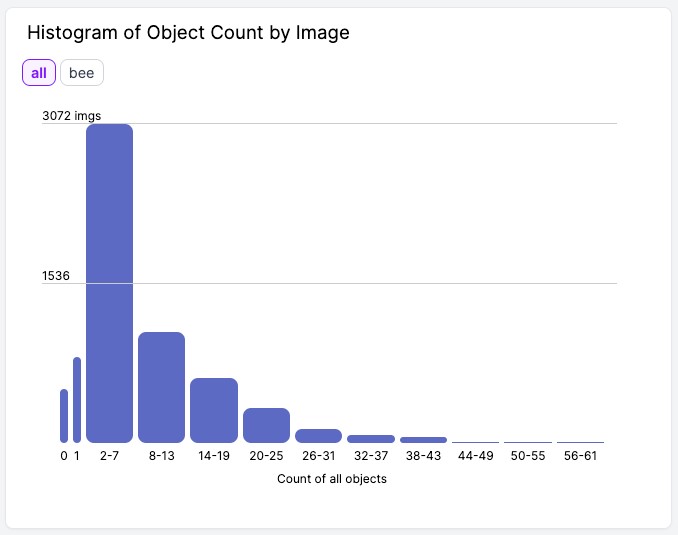 Histogram of Object Count by Image
all bee
3072 imgs
1536
0 1 2-7 8-13 14-19 20-25 26-31 32-37 38-43 44-49 50-55 56-61
Count of all objects